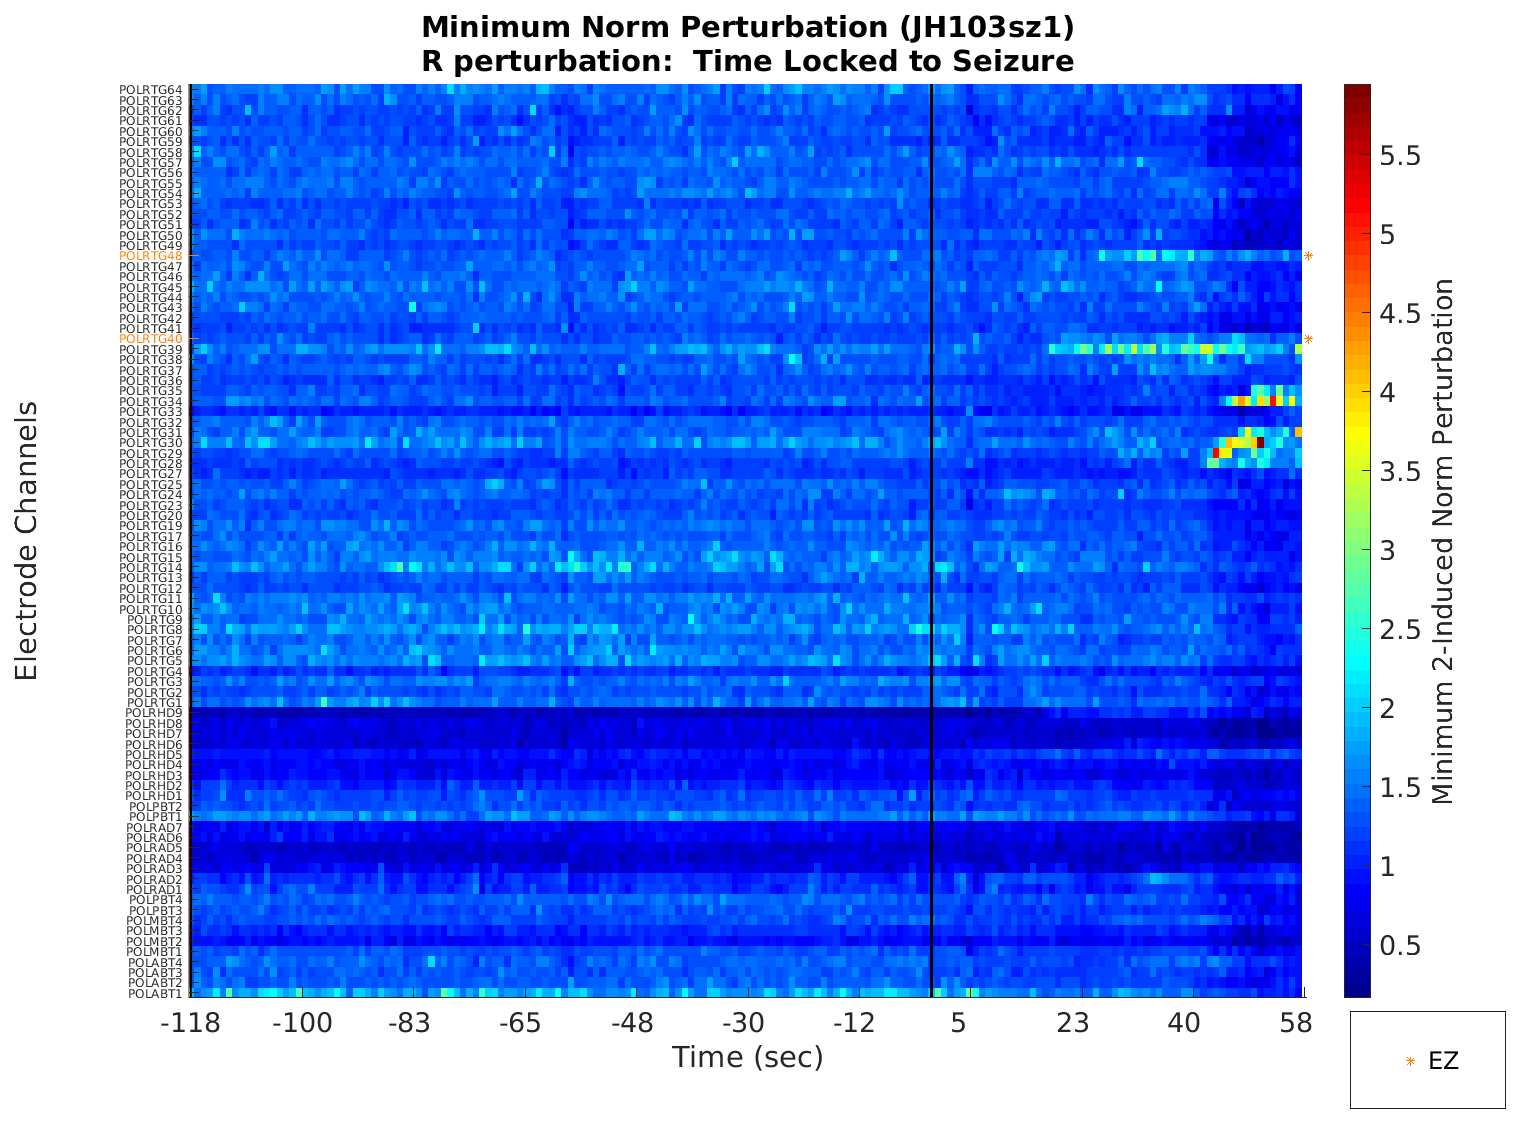 Minimum Norm Perturbation (JH103sz1)
R perturbation:  Time Locked to Seizure
Electrode Channels
POLRTG64
POLRTG63
POLRTG62
POLRTG61
POLRTG60
POLRTG59
POLRTG58
POLRTG57
POLRTG56
POLRTG55
POLRTG54
POLRTG53
POLRTG52
POLRTG51
POLRTG50
POLRTG49
POLRTG48
POLRTG47
POLRTG46
POLRTG45
POLRTG44
POLRTG43
POLRTG42
POLRTG41
POLRTG40
POLRTG39
POLRTG38
POLRTG37
POLRTG36
POLRTG35
POLRTG34
POLRTG33
POLRTG32
POLRTG31
POLRTG30
POLRTG29
POLRTG28
POLRTG27
POLRTG25
POLRTG24
POLRTG23
POLRTG20
POLRTG19
POLRTG17
POLRTG16
POLRTG15
POLRTG14
POLRTG13
POLRTG12
POLRTG11
POLRTG10
POLRTG9
POLRTG8
POLRTG7
POLRTG6
POLRTG5
POLRTG4
POLRTG3
POLRTG2
POLRTG1
POLRHD9
POLRHD8
POLRHD7
POLRHD6
POLRHD5
POLRHD4
POLRHD3
POLRHD2
POLRHD1
POLPBT2
POLPBT1
POLRAD7
POLRAD6
POLRAD5
POLRAD4
POLRAD3
POLRAD2
POLRAD1
POLPBT4
POLPBT3
POLMBT4
POLMBT3
POLMBT2
POLMBT1
POLABT4
POLABT3
POLABT2
POLABT1
-118 -100 -83 -65 -48 -30 -12 5 23 40 58
Time (sec)
5.5
5
4.5
4
3.5
3
2.5
2
1.5
1
0.5
Minimum 2-Induced Norm Perturbation
EZ